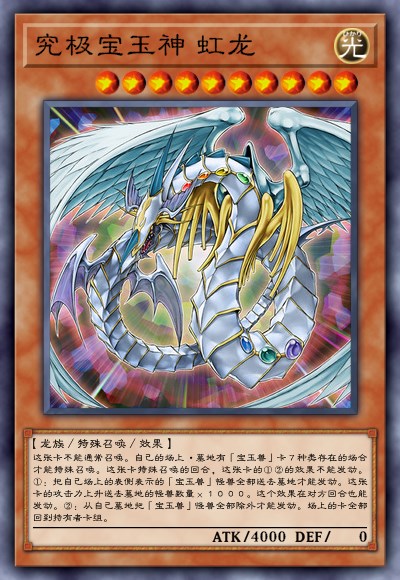 究极宝玉神 虹龙
ひかり
光
【龙族／特殊召唤／效果】
这张卡不能通常召唤。自己的场上・墓地有「宝玉兽」卡7种类存在的场合
才能特殊召唤。这张卡特殊召唤的回合，这张卡的①②的效果不能发动。
①：把自己场上的表侧表示的「宝玉兽」怪兽全部送去墓地才能发动。这张
卡的攻击力上升送去墓地的怪兽数量×1000。这个效果在对方回合也能
发动。②：从自己墓地把「宝玉兽」怪兽全部除外才能发动。场上的卡全部
回到持有者卡组。
ATK/4000 DEF/ 0